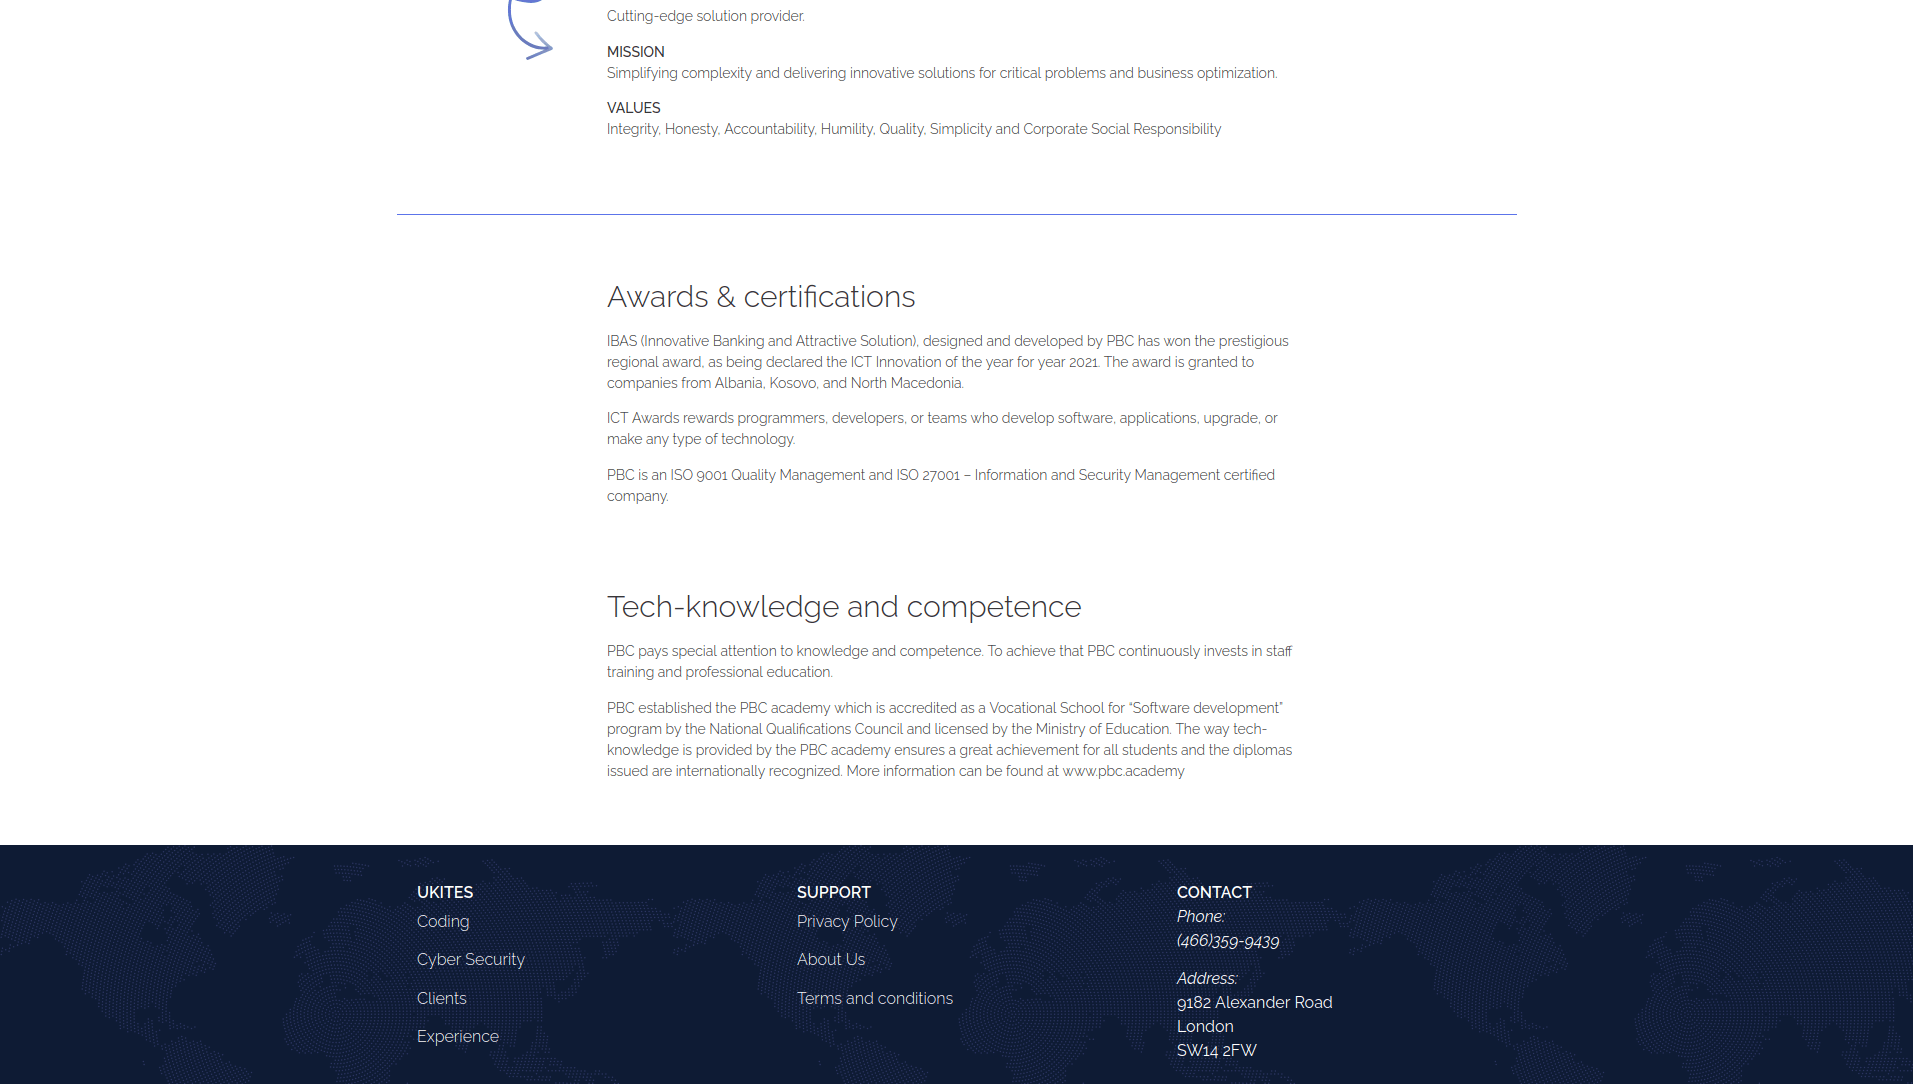 Cutting-edge solution provider.
MISSION
Simplifying complexity and delivering innovative solutions for critical problems and business optimization.
VALUES
Integrity, Honesty, Accountability, Humility, Quality, Simplicity and Corporate Social Responsibility
Awards & certifications
IBAS (Innovative Banking and Attractive Solution), designed and developed by PBC has won the prestigious
regional award, as being declared the ICT Innovation of the year for year 2021. The award is granted to
companies from Albania, Kosovo, and North Macedonia.
ICT Awards rewards programmers, developers, or teams who develop software, applications, upgrade, or
make any type of technology.
PBC is an ISO 9001 Quality Management and ISO 27001 – Information and Security Management certified
company.
Tech-knowledge and competence
PBC pays special attention to knowledge and competence. To achieve that PBC continuously invests in staff
training and professional education.
PBC established the PBC academy which is accredited as a Vocational School for “Software development”
program by the National Qualifications Council and licensed by the Ministry of Education. The way tech-
knowledge is provided by the PBC academy ensures a great achievement for all students and the diplomas
issued are internationally recognized. More information can be found at www.pbc.academy
UKITES
Coding
Cyber Security
Clients
Experience
SUPPORT
Privacy Policy
About Us
Terms and conditions
CONTACT
Phone:
(466)359-9439
Address:
9182 Alexander Road
London
SW14 2FW